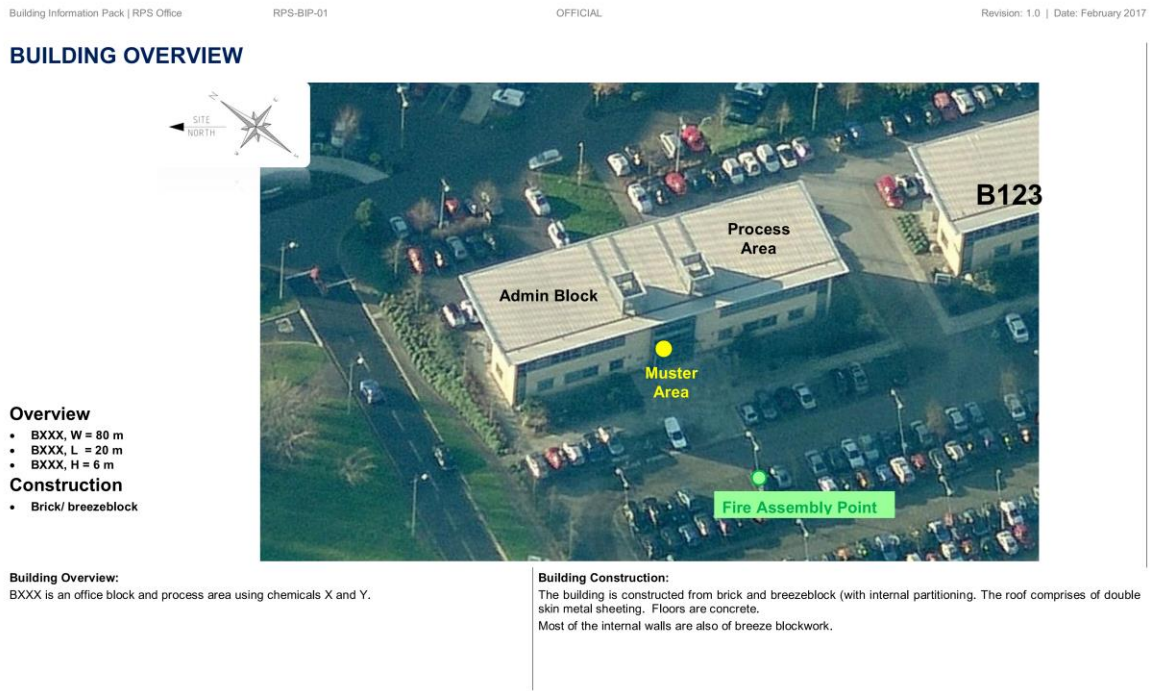 Building Information Pack | RPS Office RPS-BIP-01 OFFICIAL Revision: 1.0 | Date: February 2017
BUILDING OVERVIEW
N
SITE
NORTH
B123
Process
Area
Admin Block
Muster
Area
Fire Assembly Point
Overview
• BXXX, W = 80 m
• BXXX, L = 20 m
• BXXX, H = 6 m
Construction
• Brick/ breezeblock
Building Overview:
BXXX is an office block and process area using chemicals X and Y.
Building Construction:
The building is constructed from brick and breezeblock (with internal partitioning. The roof comprises of double
skin metal sheeting. Floors are concrete.
Most of the internal walls are also of breeze blockwork.